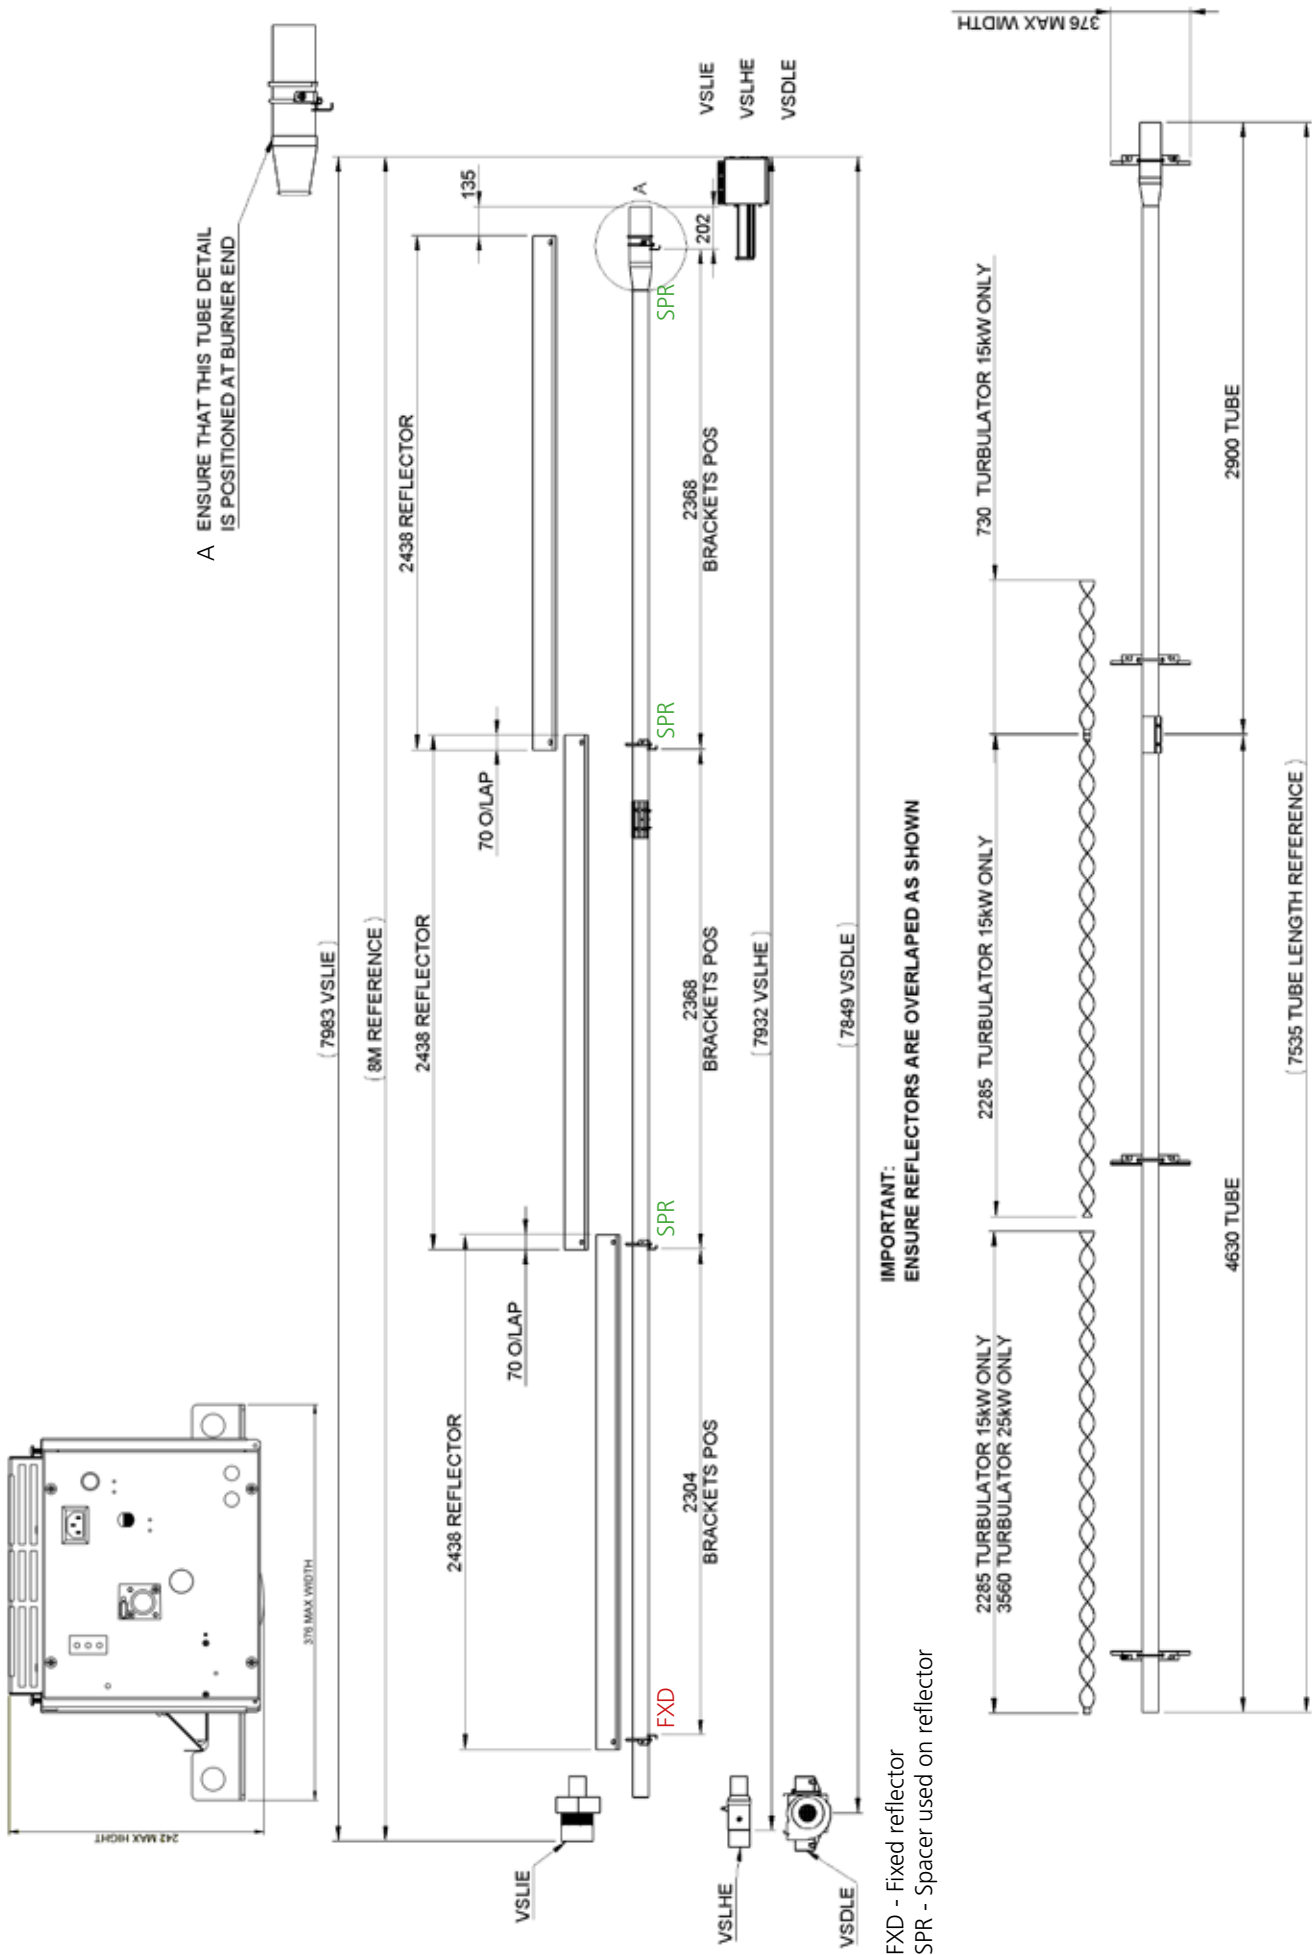 242 MAX HIGHT
376 MAX WIDTH
A ENSURE THAT THIS TUBE DETAIL
IS POSITIONED AT BURNER END
( 7983 VSLIE )
( 8M REFERENCE )
2438 REFLECTOR
2438 REFLECTOR
2438 REFLECTOR
70 O/LAP
70 O/LAP
135
A
202
FXD
SPR
SPR
SPR
2304
BRACKETS POS
2368
BRACKETS POS
2368
BRACKETS POS
VSLIE
VSLHE
VSDLE
VSLIE
VSLHE
VSDLE
( 7932 VSLHE )
( 7849 VSDLE )
FXD - Fixed reflector
SPR - Spacer used on reflector
IMPORTANT:
ENSURE REFLECTORS ARE OVERLAPED AS SHOWN
2285 TURBULATOR 15kW ONLY
3560 TURBULATOR 25kW ONLY
2285 TURBULATOR 15kW ONLY
730 TURBULATOR 15kW ONLY
376 MAX WIDTH
4630 TUBE
2900 TUBE
( 7535 TUBE LENGTH REFERENCE )